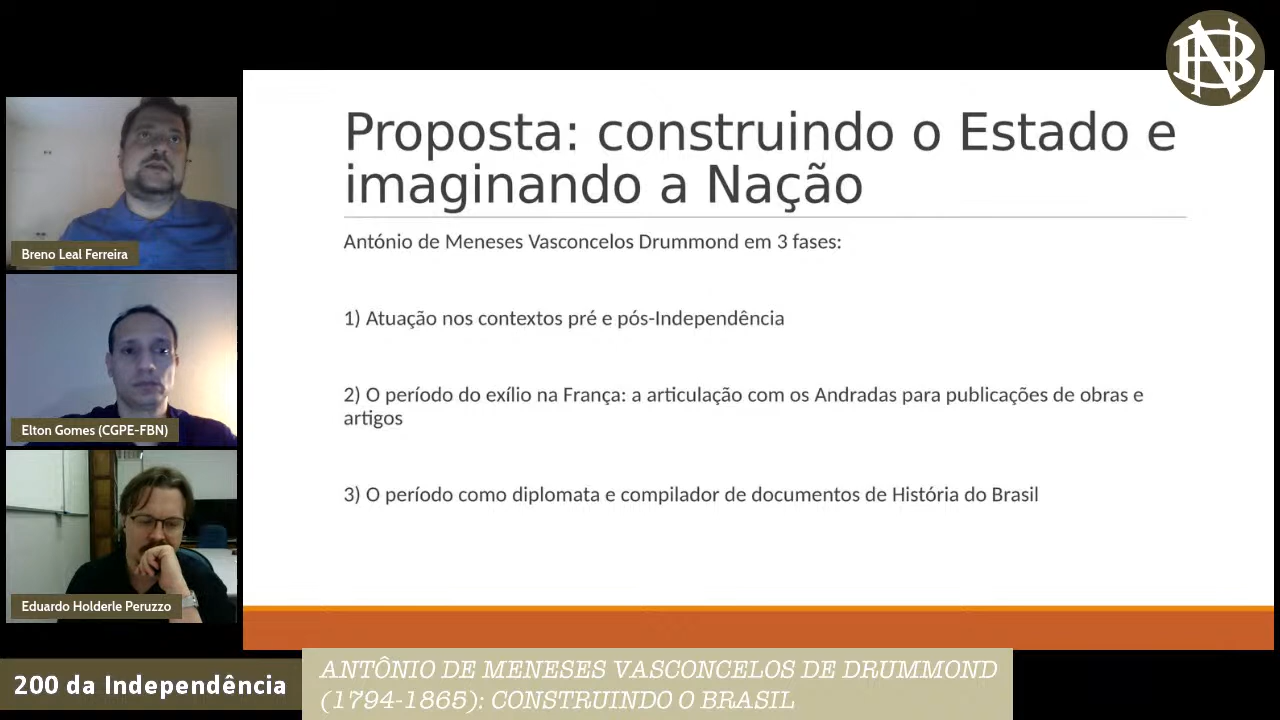 Proposta: construindo o Estado e
imaginando a Nação
António de Meneses Vasconcelos Drummond em 3 fases:
1) Atuação nos contextos pré e pós-Independência
2) O período do exílio na França: a articulação com os Andradas para publicações de obras e
artigos
3) O período como diplomata e compilador de documentos de História do Brasil
Breno Leal Ferreira
Elton Gomes (CGPE-FBN)
Eduardo Holderle Peruzzo
200 da Independência
ANTÔNIO DE MENESES VASCONCELOS DE DRUMMOND
(1794-1865): CONSTRUINDO O BRASIL